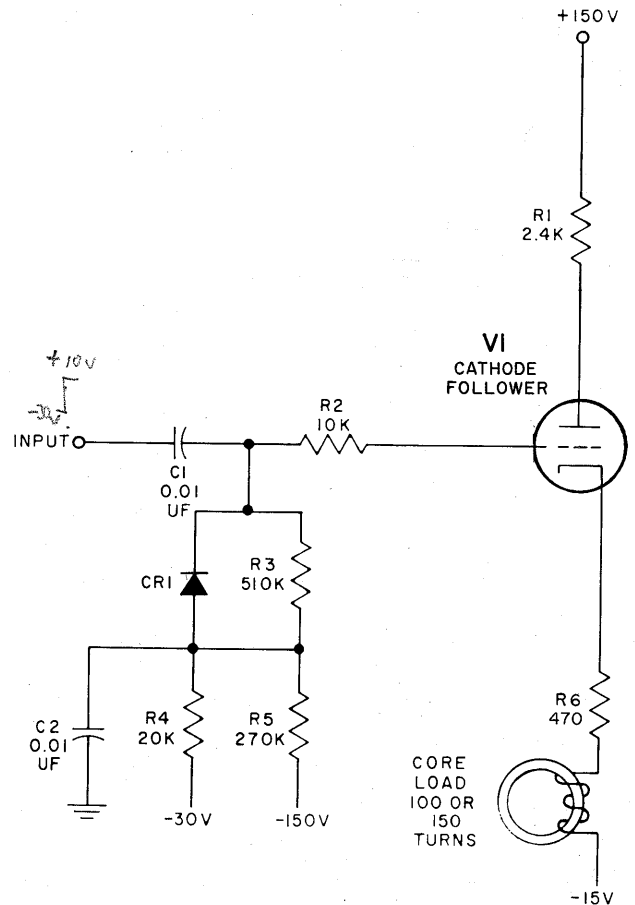 +150V
R1
2.4K
V1
CATHODE
FOLLOWER
+10V
-30V
INPUT
R2
10K
C1
0.01
UF
R3
510K
CR1
C2
0.01
UF
R4
20K
R5
270K
R6
470
CORE
LOAD
100 OR
150
TURNS
-30V
-150V
-15V